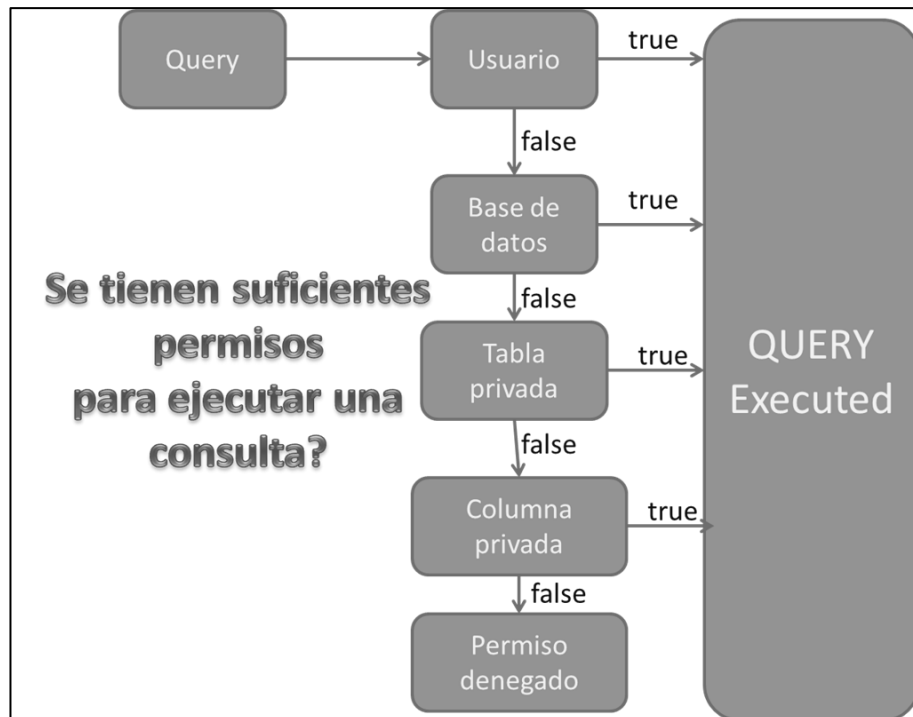 Query
Usuario
true
false
Base de
datos
true
Se tienen suficientes
permisos
para ejecutar una
consulta?
false
Tabla
privada
true
QUERY
Executed
false
Columna
privada
true
false
Permiso
denegado